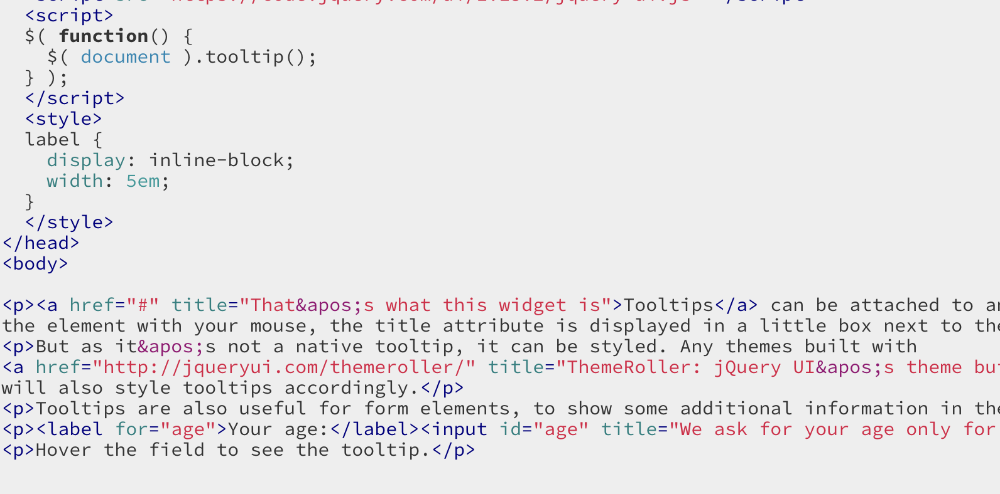 <script>
$( function() {
  $( document ).tooltip();
} );
</script>
<style>
label {
  display: inline-block;
  width: 5em;
}
</style>
</head>
<body>

<p><a href="#" title="That&apos;s what this widget is">Tooltips</a> can be attached to
the element with your mouse, the title attribute is displayed in a little box next to
<p>But as it&apos;s not a native tooltip, it can be styled. Any themes built with
<a href="http://jqueryui.com/themeroller/" title="ThemeRoller: jQuery UI&apos;s theme
will also style tooltips accordingly.</p>
<p>Tooltips are also useful for form elements, to show some additional information in
<p><label for="age">Your age:</label><input id="age" title="We ask for your age only for
<p>Hover the field to see the tooltip.</p>